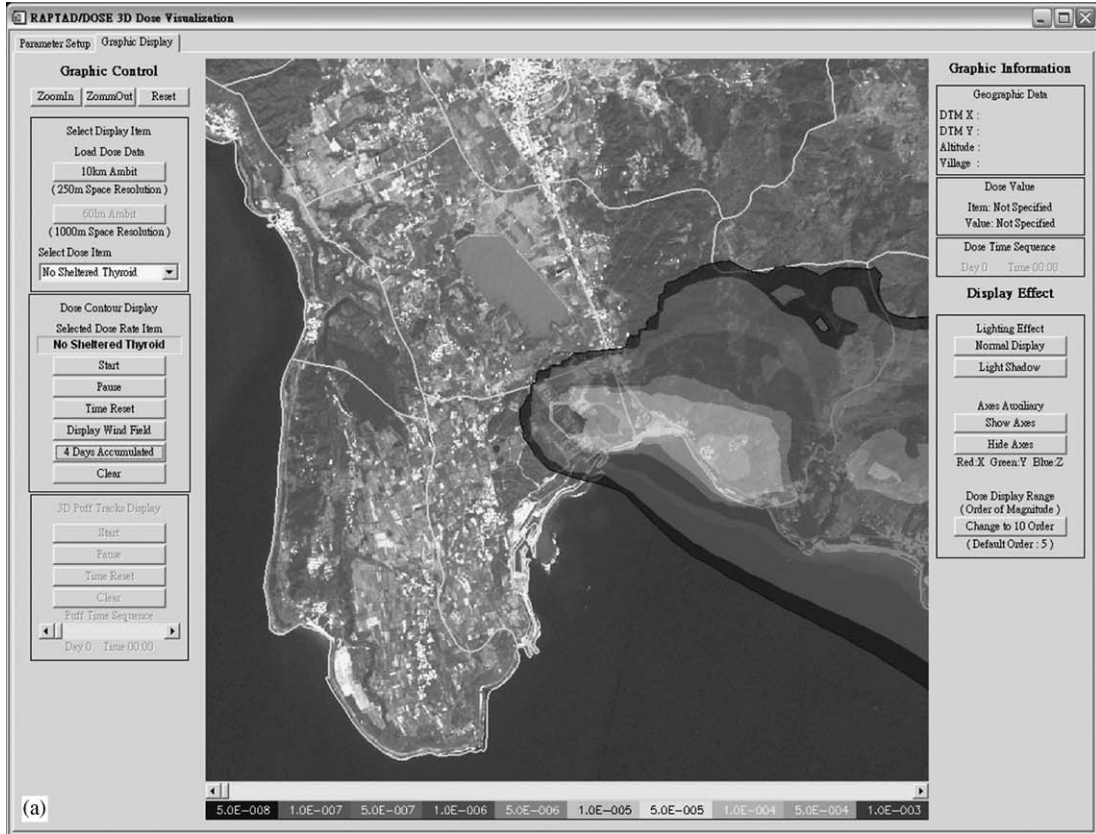 RAPTAD/DOSE 3D Dose Visualization
Parameter Setup Graphic Display
Graphic Control
ZoomIn ZommOut Reset
Select Display Item
Load Dose Data
10km Ambit
( 250m Space Resolution )
60lm Ambit
( 1000m Space Resolution )
Select Dose Item
No Sheltered Thyroid
Dose Contour Display
Selected Dose Rate Item
No Sheltered Thyroid
Start
Pause
Time Reset
Display Wind Field
4 Days Accumulated
Clear
3D Puff Tracks Display
Start
Pause
Time Reset
Clear
Puff Time Sequence
Day 0 Time 00:00
(a)
5.0E-008 1.0E-007 5.0E-007 1.0E-006 5.0E-006 1.0E-005 5.0E-005 1.0E-004 5.0E-004 1.0E-003
Graphic Information
Geographic Data
DTM X :
DTM Y :
Altitude :
Village :
Dose Value
Item: Not Specified
Value: Not Specified
Dose Time Sequence
Day 0 Time 00:00
Display Effect
Lighting Effect
Normal Display
Light Shadow
Axes Auxiliary
Show Axes
Hide Axes
Red:X Green:Y Blue:Z
Dose Display Range
( Order of Magnitude )
Change to 10 Order
( Default Order : 5 )